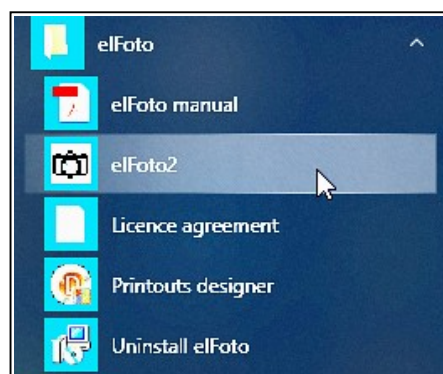 elFoto
elFoto manual
elFoto2
Licence agreement
Printouts designer
Uninstall elFoto